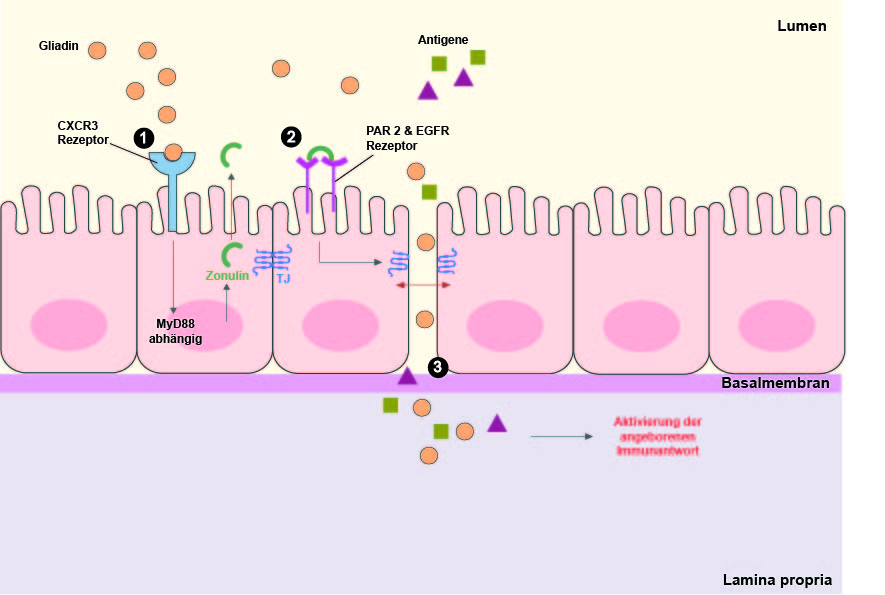 Lumen
Gliadin
Antigene
CXCR3
Rezeptor
1
2
PAR 2 & EGFR
Rezeptor
Zonulin
TJ
MyD88
abhängig
3
Basalmembran
Aktivierung der
angeborenen
Immunantwort
Lamina propria